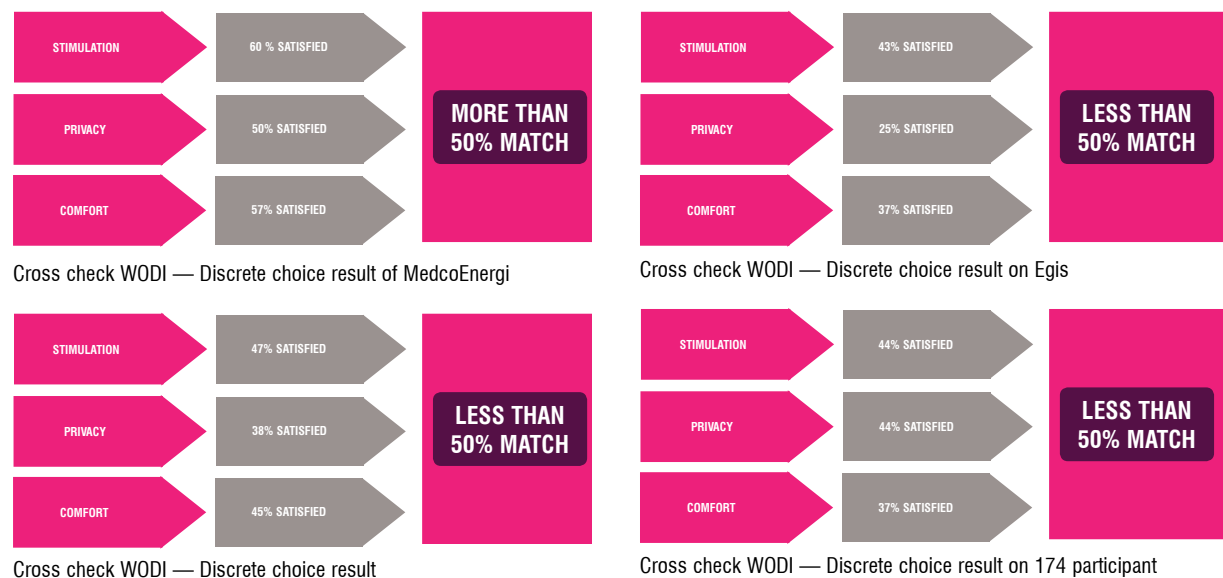 STIMULATION
60 % SATISFIED
PRIVACY
50% SATISFIED
COMFORT
57% SATISFIED
MORE THAN
50% MATCH
Cross check WODI — Discrete choice result of MedcoEnergi
STIMULATION
43% SATISFIED
PRIVACY
25% SATISFIED
COMFORT
37% SATISFIED
LESS THAN
50% MATCH
Cross check WODI — Discrete choice result on Egis
STIMULATION
47% SATISFIED
PRIVACY
38% SATISFIED
COMFORT
45% SATISFIED
LESS THAN
50% MATCH
Cross check WODI — Discrete choice result
STIMULATION
44% SATISFIED
PRIVACY
44% SATISFIED
COMFORT
37% SATISFIED
LESS THAN
50% MATCH
Cross check WODI — Discrete choice result on 174 participant